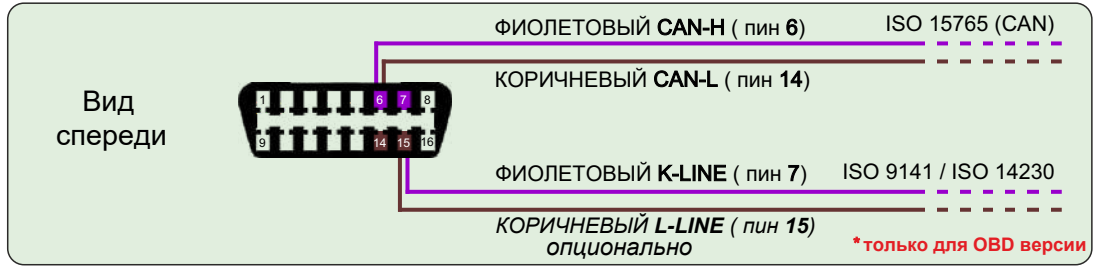 ФИОЛЕТОВЫЙ CAN-H ( пин 6) ISO 15765 (CAN)
КОРИЧНЕВЫЙ CAN-L ( пин 14)
Вид
спереди
1 6 7 8
9 14 15 16
ФИОЛЕТОВЫЙ K-LINE ( пин 7) ISO 9141 / ISO 14230
КОРИЧНЕВЫЙ L-LINE ( пин 15)
опционально
*только для OBD версии